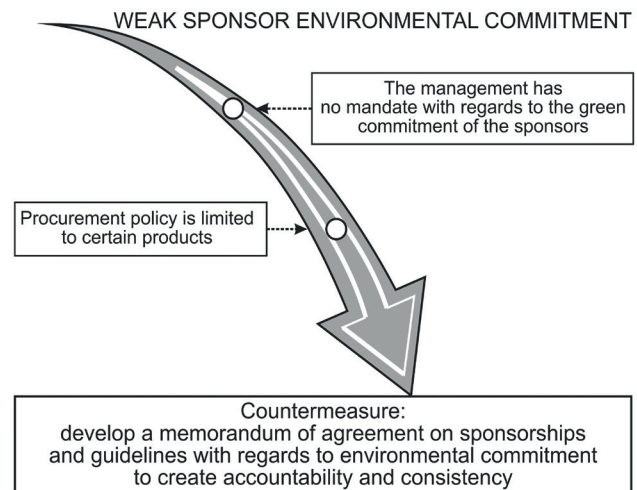 WEAK SPONSOR ENVIRONMENTAL COMMITMENT
The management has
no mandate with regards to the green
commitment of the sponsors
Procurement policy is limited
to certain products
Countermeasure:
develop a memorandum of agreement on sponsorships
and guidelines with regards to environmental commitment
to create accountability and consistency